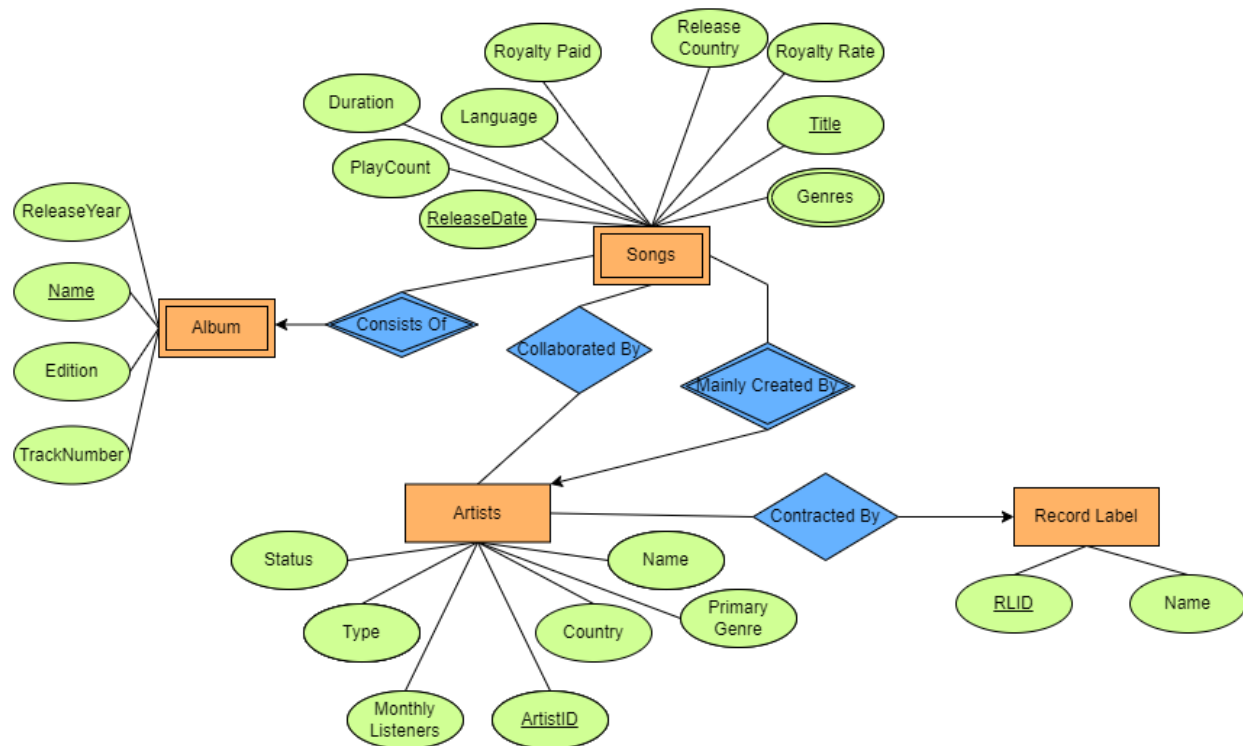 Release
Country
Royalty Paid
Royalty Rate
Duration
Language
Title
PlayCount
Genres
ReleaseYear
ReleaseDate
Songs
Name
Album
Consists Of
Collaborated By
Edition
Mainly Created By
TrackNumber
Artists
Contracted By
Record Label
Status
Name
Type
Country
Primary
Genre
RLID
Name
Monthly
Listeners
ArtistID